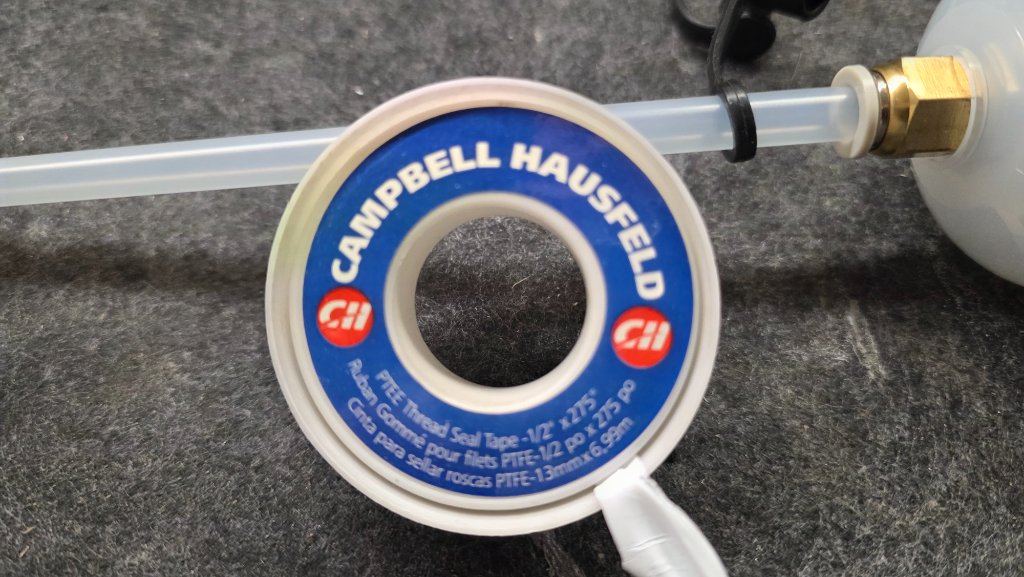 CAMPBELL HAUSFELD
CH
CH
PTFE Thread Seal Tape -1/2" x 275"
Ruban Gommé pour filets PTFE-1/2 po x 275 po
Cinta para sellar roscas PTFE-13mmx6,99m